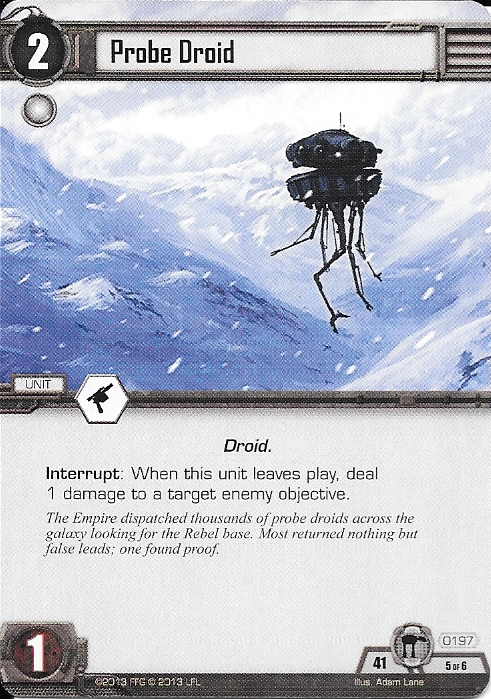 2
Probe Droid
UNIT
Droid.
Interrupt: When this unit leaves play, deal
1 damage to a target enemy objective.
The Empire dispatched thousands of probe droids across the
galaxy looking for the Rebel base. Most returned nothing but
false leads; one found proof.
1
0197
41
5 OF 6
©2013 FFG © 2013 LFL
Illus. Adam Lane